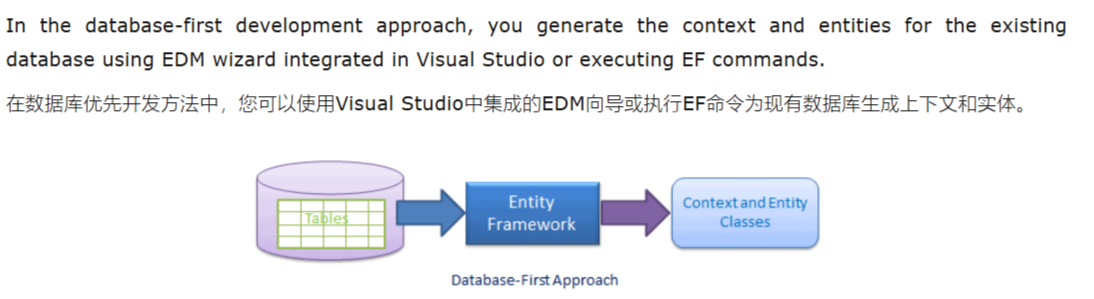 In the database-first development approach, you generate the context and entities for the existing
database using EDM wizard integrated in Visual Studio or executing EF commands.
在数据库优先开发方法中，您可以使用Visual Studio中集成的EDM向导或执行EF命令为现有数据库生成上下文和实体。
Tables
Entity
Framework
Context and Entity
Classes
Database-First Approach